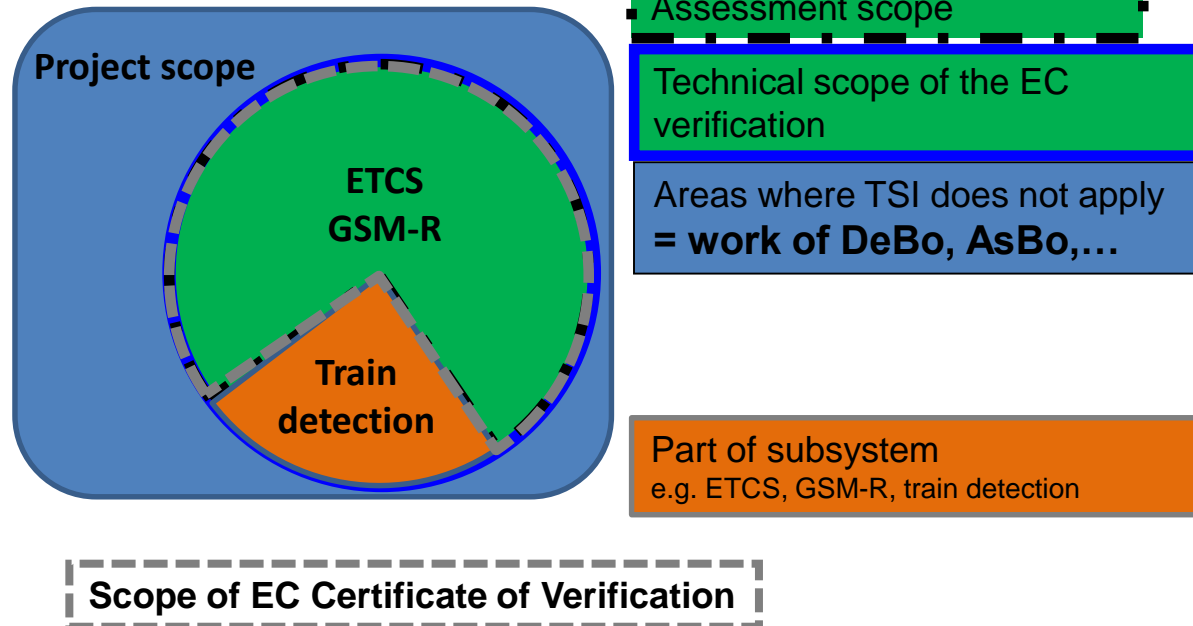 Assessment scope
Project scope
Technical scope of the EC
verification
ETCS
GSM-R
Areas where TSI does not apply
= work of DeBo, AsBo,...
Train
detection
Part of subsystem
e.g. ETCS, GSM-R, train detection
Scope of EC Certificate of Verification